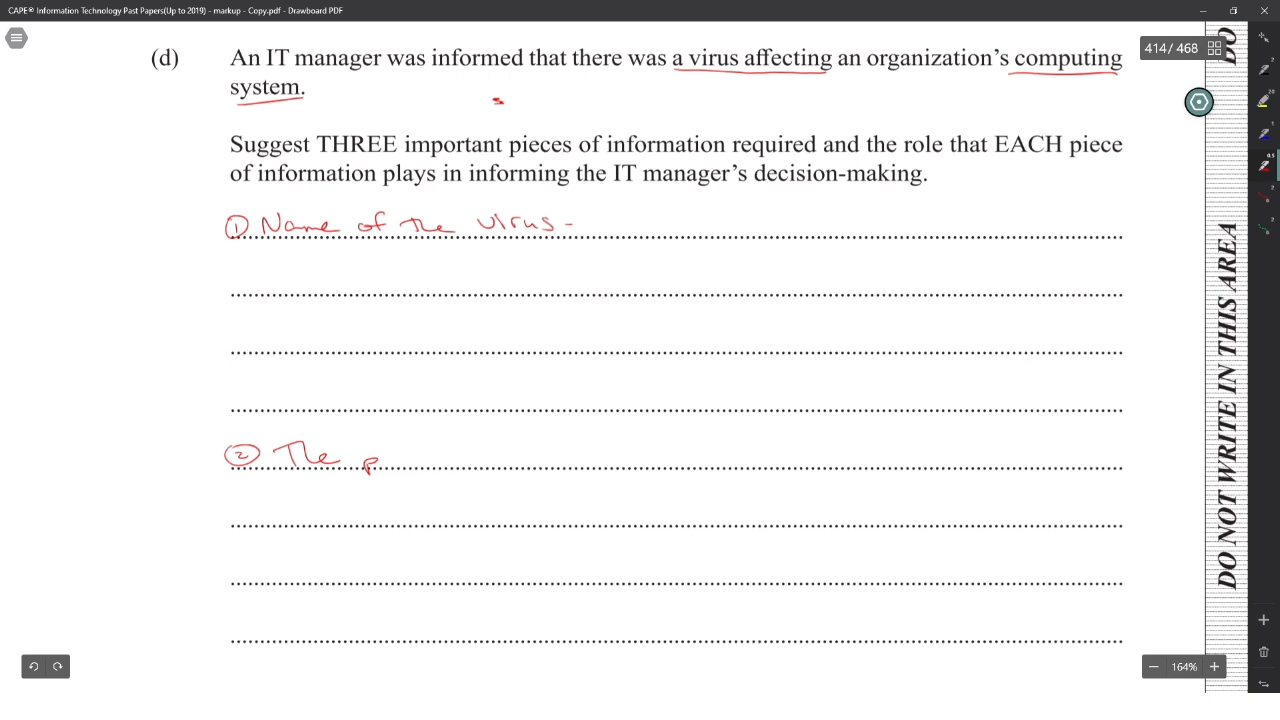 CAPE® Information Technology Past Papers(Up to 2019) - markup - Copy.pdf - Drawboard PDF
414 / 468
(d) An IT manager was informed that there was a virus affecting an organization's computing
system.
Suggest THREE important pieces of information required and the role that EACH piece
of information plays in informing the IT manager's decision-making.
① Name of the virus -
② The p
DO NOT WRITE IN THIS AREA
DO
164%